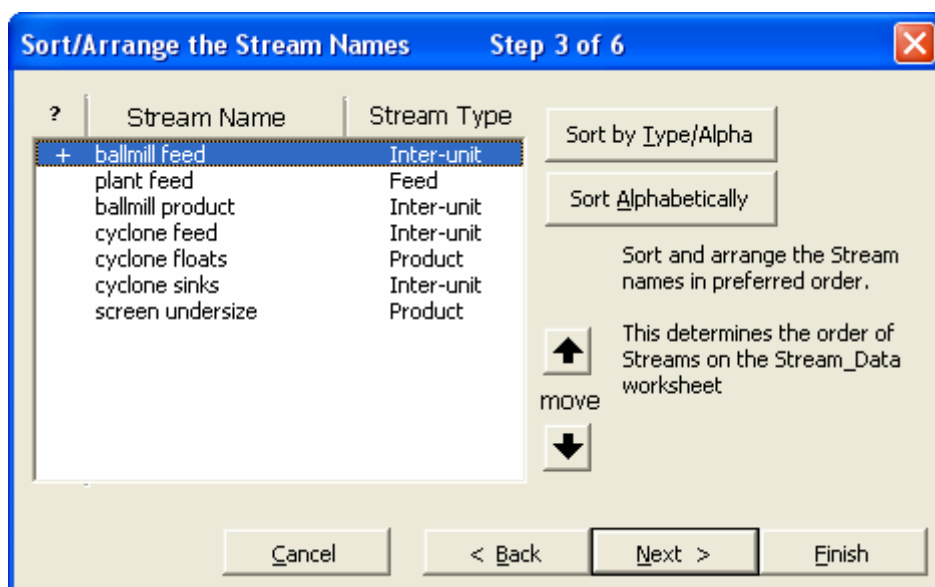 Sort/Arrange the Stream Names Step 3 of 6
? Stream Name Stream Type
+ ballmill feed Inter-unit
plant feed Feed
ballmill product Inter-unit
cyclone feed Inter-unit
cyclone floats Product
cyclone sinks Inter-unit
screen undersize Product
Sort by Type/Alpha
Sort Alphabetically
Sort and arrange the Stream
names in preferred order.
This determines the order of
Streams on the Stream_Data
worksheet
move
Cancel
< Back
Next >
Finish